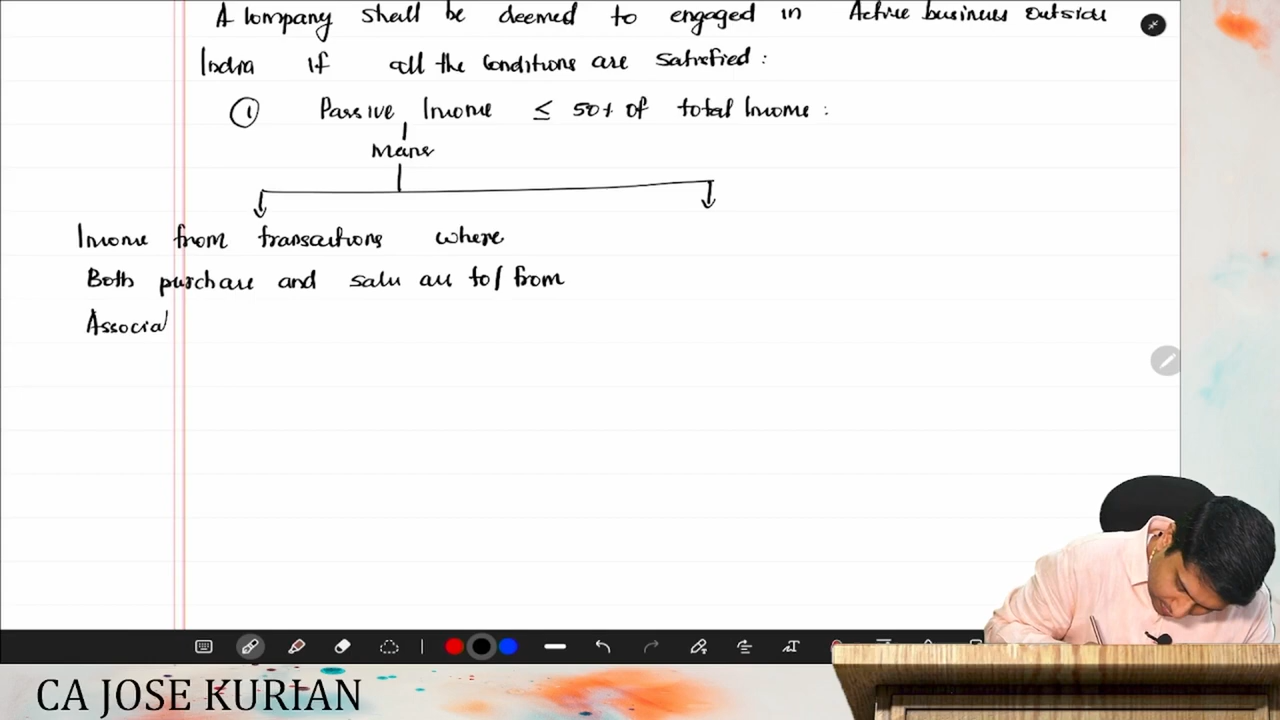 A Company shall be deemed to engaged in Active business outside
India if all the conditions are satisfied :
① Passive Income ≤ 50% of total Income :
Means
Income from transactions where
Both purchase and sales are to/from
Associat
CA JOSE KURIAN